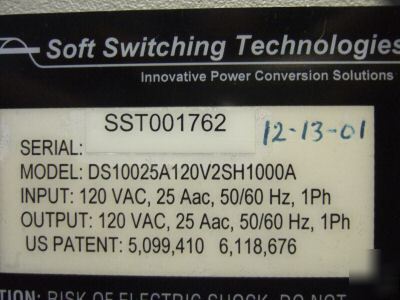 Soft Switching Technologies
Innovative Power Conversion Solutions
SST001762 12-13-01
SERIAL:
MODEL: DS10025A120V2SH1000A
INPUT: 120 VAC, 25 Aac, 50/60 Hz, 1Ph
OUTPUT: 120 VAC, 25 Aac, 50/60 Hz, 1Ph
US PATENT: 5,099,410 6,118,676
RISK OF ELECTRIC SHOCK. DO NOT